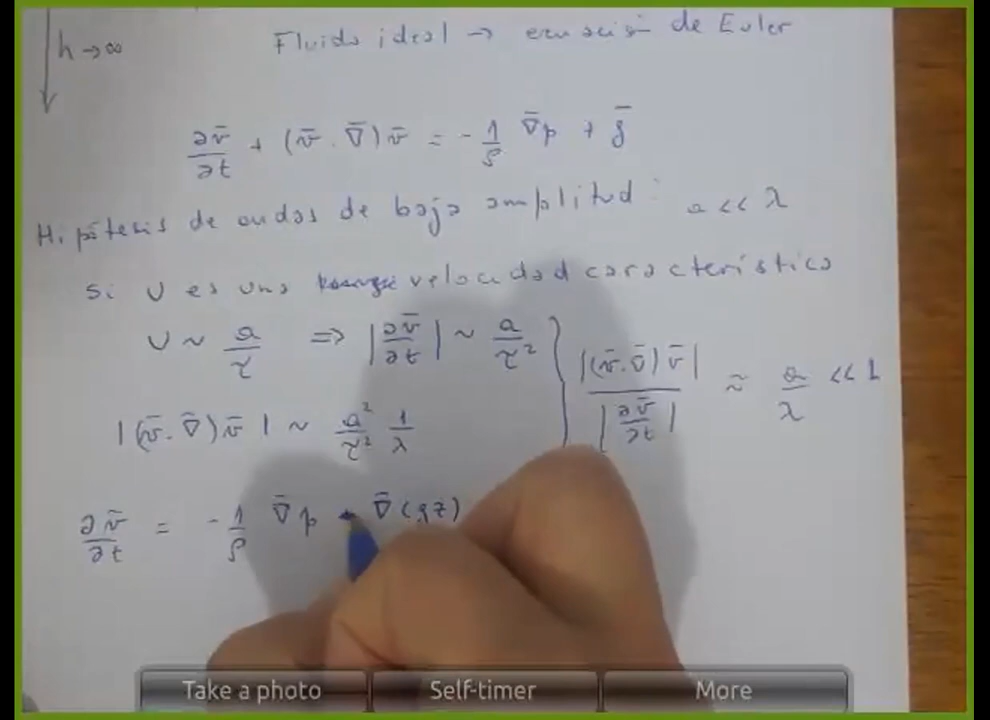 h → ∞
Fluido ideal → ecuación de Euler
∂v̄/∂t + (v̄ . ∇̄) v̄ = - 1/ρ ∇̄p + ḡ
Hipótesis de ondas de baja amplitud : a << λ
Si U es una velocidad característica
U ~ a/τ ⇒ |∂v̄/∂t| ~ a/τ² } |(v̄ . ∇̄) v̄| / |∂v̄/∂t| ≈ a/λ << 1
|(v̄ . ∇̄) v̄| ~ a²/τ² 1/λ
∂v̄/∂t = - 1/ρ ∇̄p - ∇̄(gz)
Take a photo
Self-timer
More